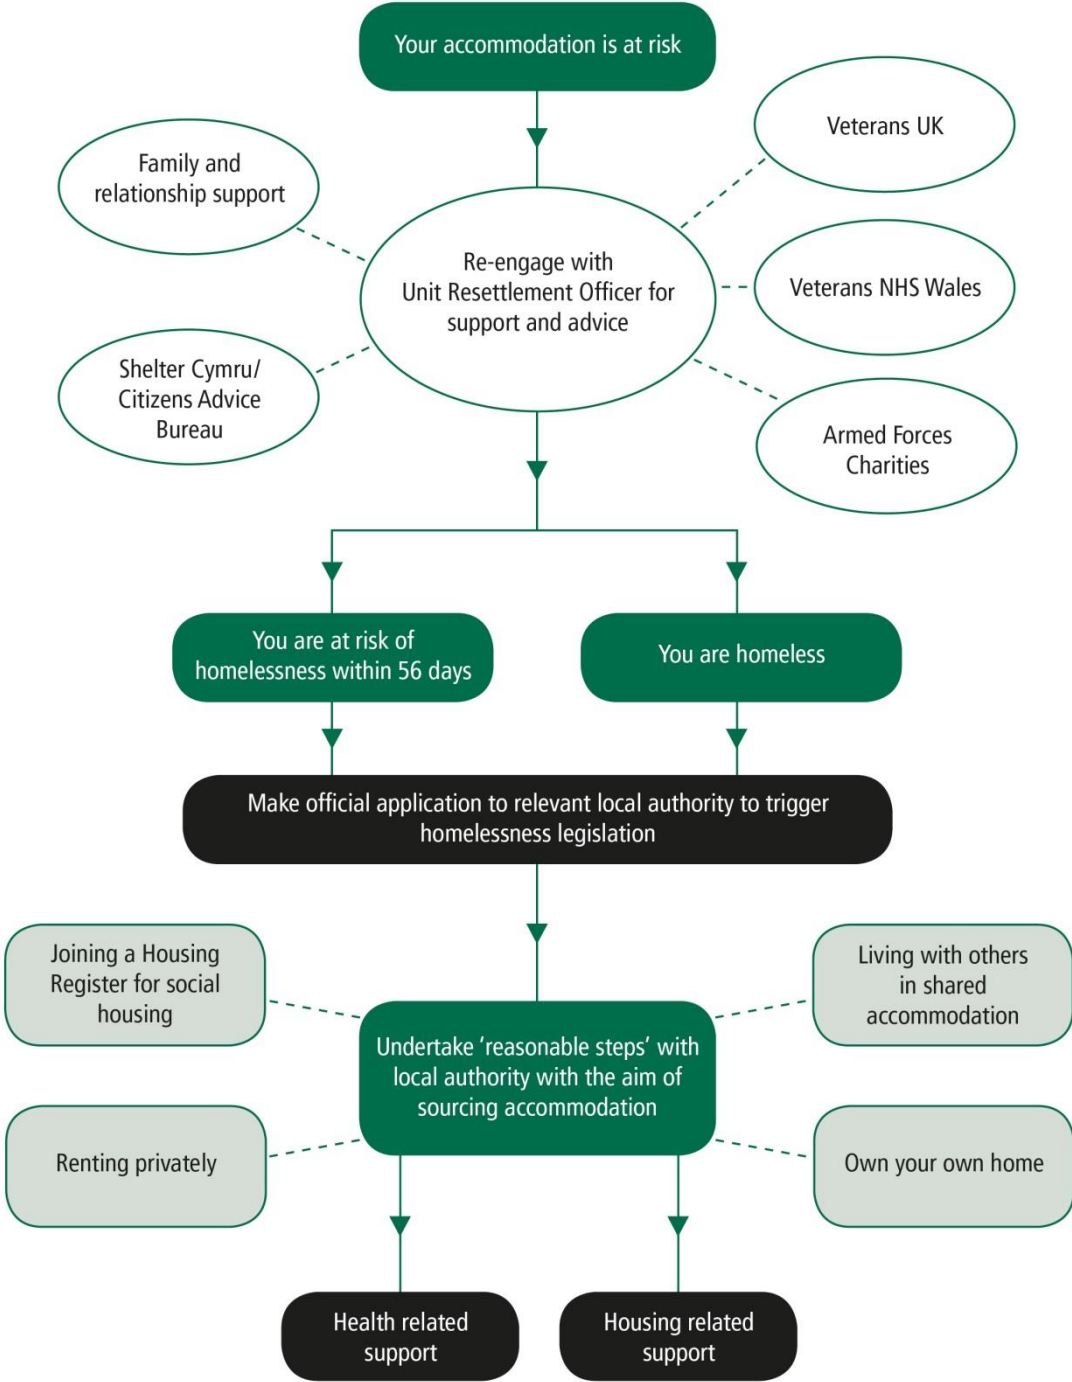 Your accommodation is at risk
Veterans UK
Family and
relationship support
Re-engage with
Unit Resettlement Officer for
support and advice
Veterans NHS Wales
Shelter Cymru/
Citizens Advice
Bureau
Armed Forces
Charities
You are at risk of
homelessness within 56 days
You are homeless
Make official application to relevant local authority to trigger
homelessness legislation
Joining a Housing
Register for social
housing
Living with others
in shared
accommodation
Undertake ‘reasonable steps‘ with
local authority with the aim of
sourcing accommodation
Renting privately
Own your own home
Health related
support
Housing related
support